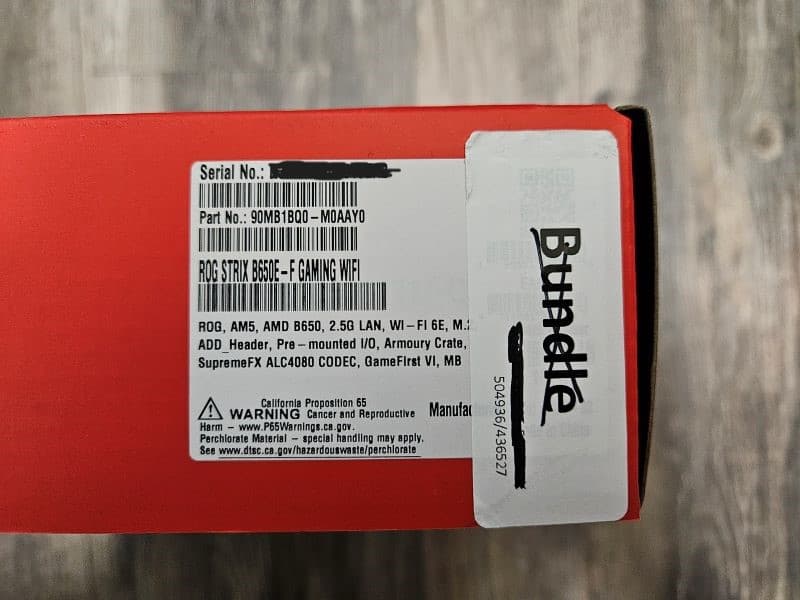 Serial No.:
Part No.: 90MB1BQ0-M0AAY0
ROG STRIX B650E-F GAMING WIFI
ROG, AM5, AMD B650, 2.5G LAN, WI-FI 6E,
ADD_Header, Pre-mounted I/O, Armoury Crate,
SupremeFX ALC4080 CODEC, GameFirst VI, MB
California Proposition 65
WARNING Cancer and Reproductive
Harm - www.P65Warnings.ca.gov.
Perchlorate Material - special handling may apply.
See www.dtsc.ca.gov/hazardouswaste/perchlorate
Bundle
504936/436527